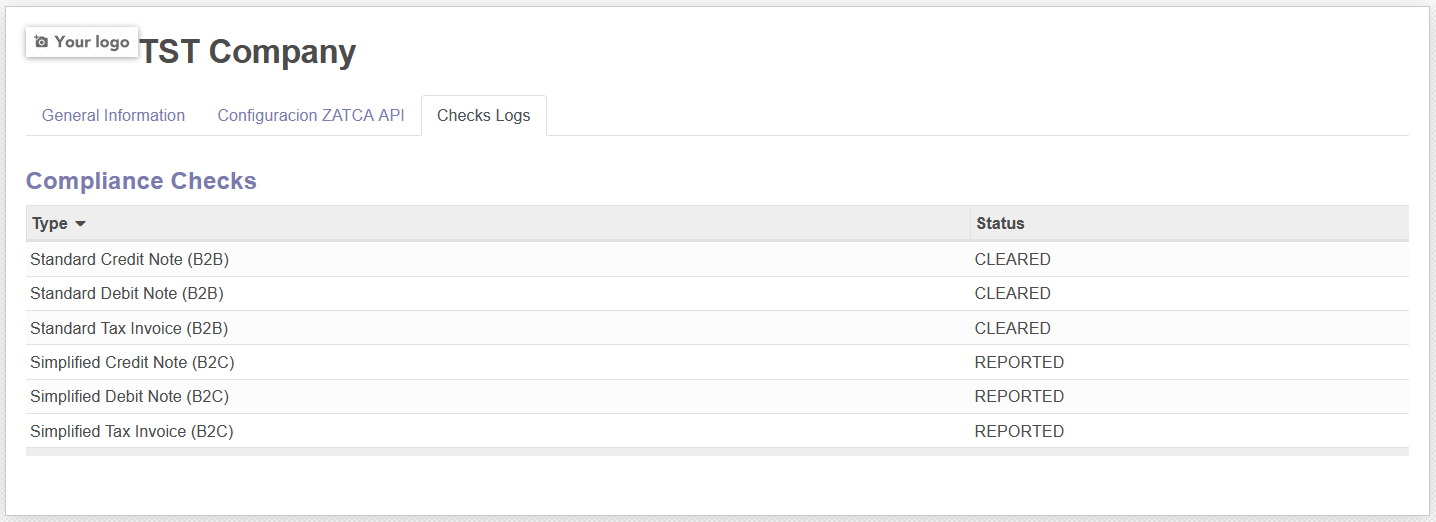 Your logo TST Company
General Information Configuracion ZATCA API Checks Logs
Compliance Checks
Type Status
Standard Credit Note (B2B) CLEARED
Standard Debit Note (B2B) CLEARED
Standard Tax Invoice (B2B) CLEARED
Simplified Credit Note (B2C) REPORTED
Simplified Debit Note (B2C) REPORTED
Simplified Tax Invoice (B2C) REPORTED